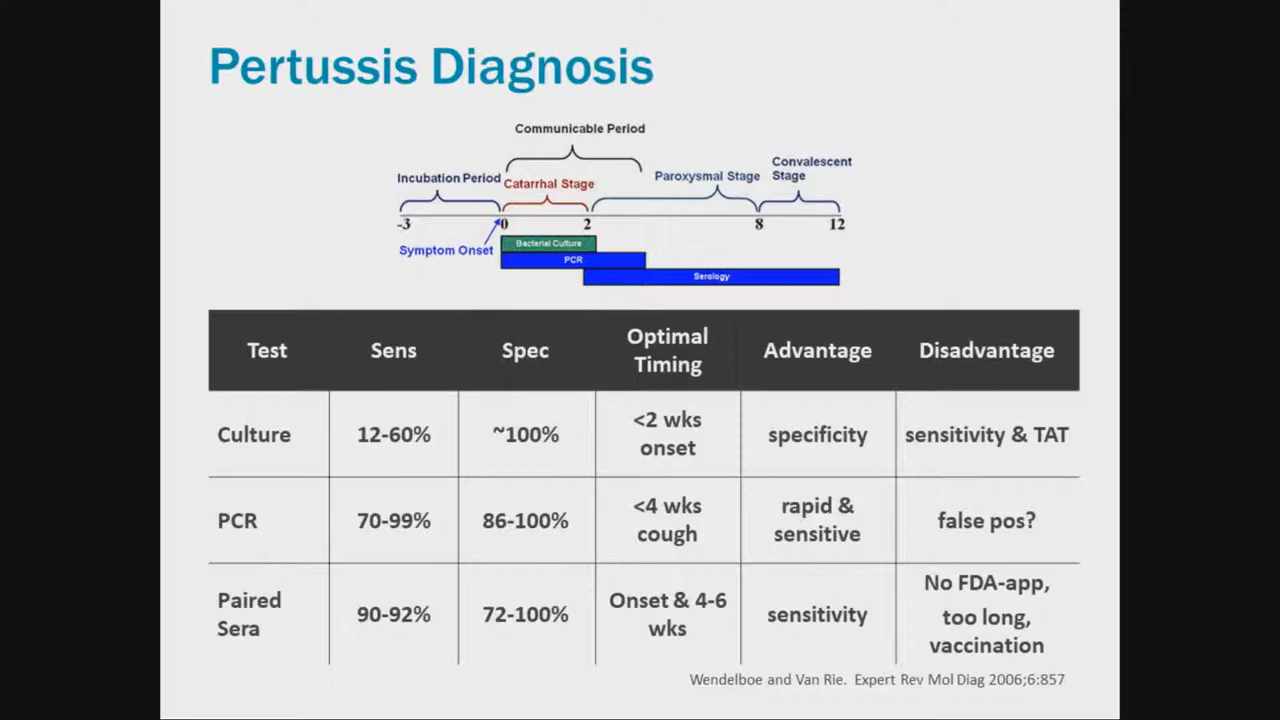 Pertussis Diagnosis
Communicable Period
Convalescent
Stage
Incubation Period
Catarrhal Stage
Paroxysmal Stage
-3 0 2 8 12
Symptom Onset
Bacterial Culture
PCR
Serology
Test Sens Spec Optimal Timing Advantage Disadvantage
Culture 12-60% ~100% <2 wks onset specificity sensitivity & TAT
PCR 70-99% 86-100% <4 wks cough rapid & sensitive false pos?
Paired Sera 90-92% 72-100% Onset & 4-6 wks sensitivity No FDA-app, too long, vaccination
Wendelboe and Van Rie. Expert Rev Mol Diag 2006;6:857